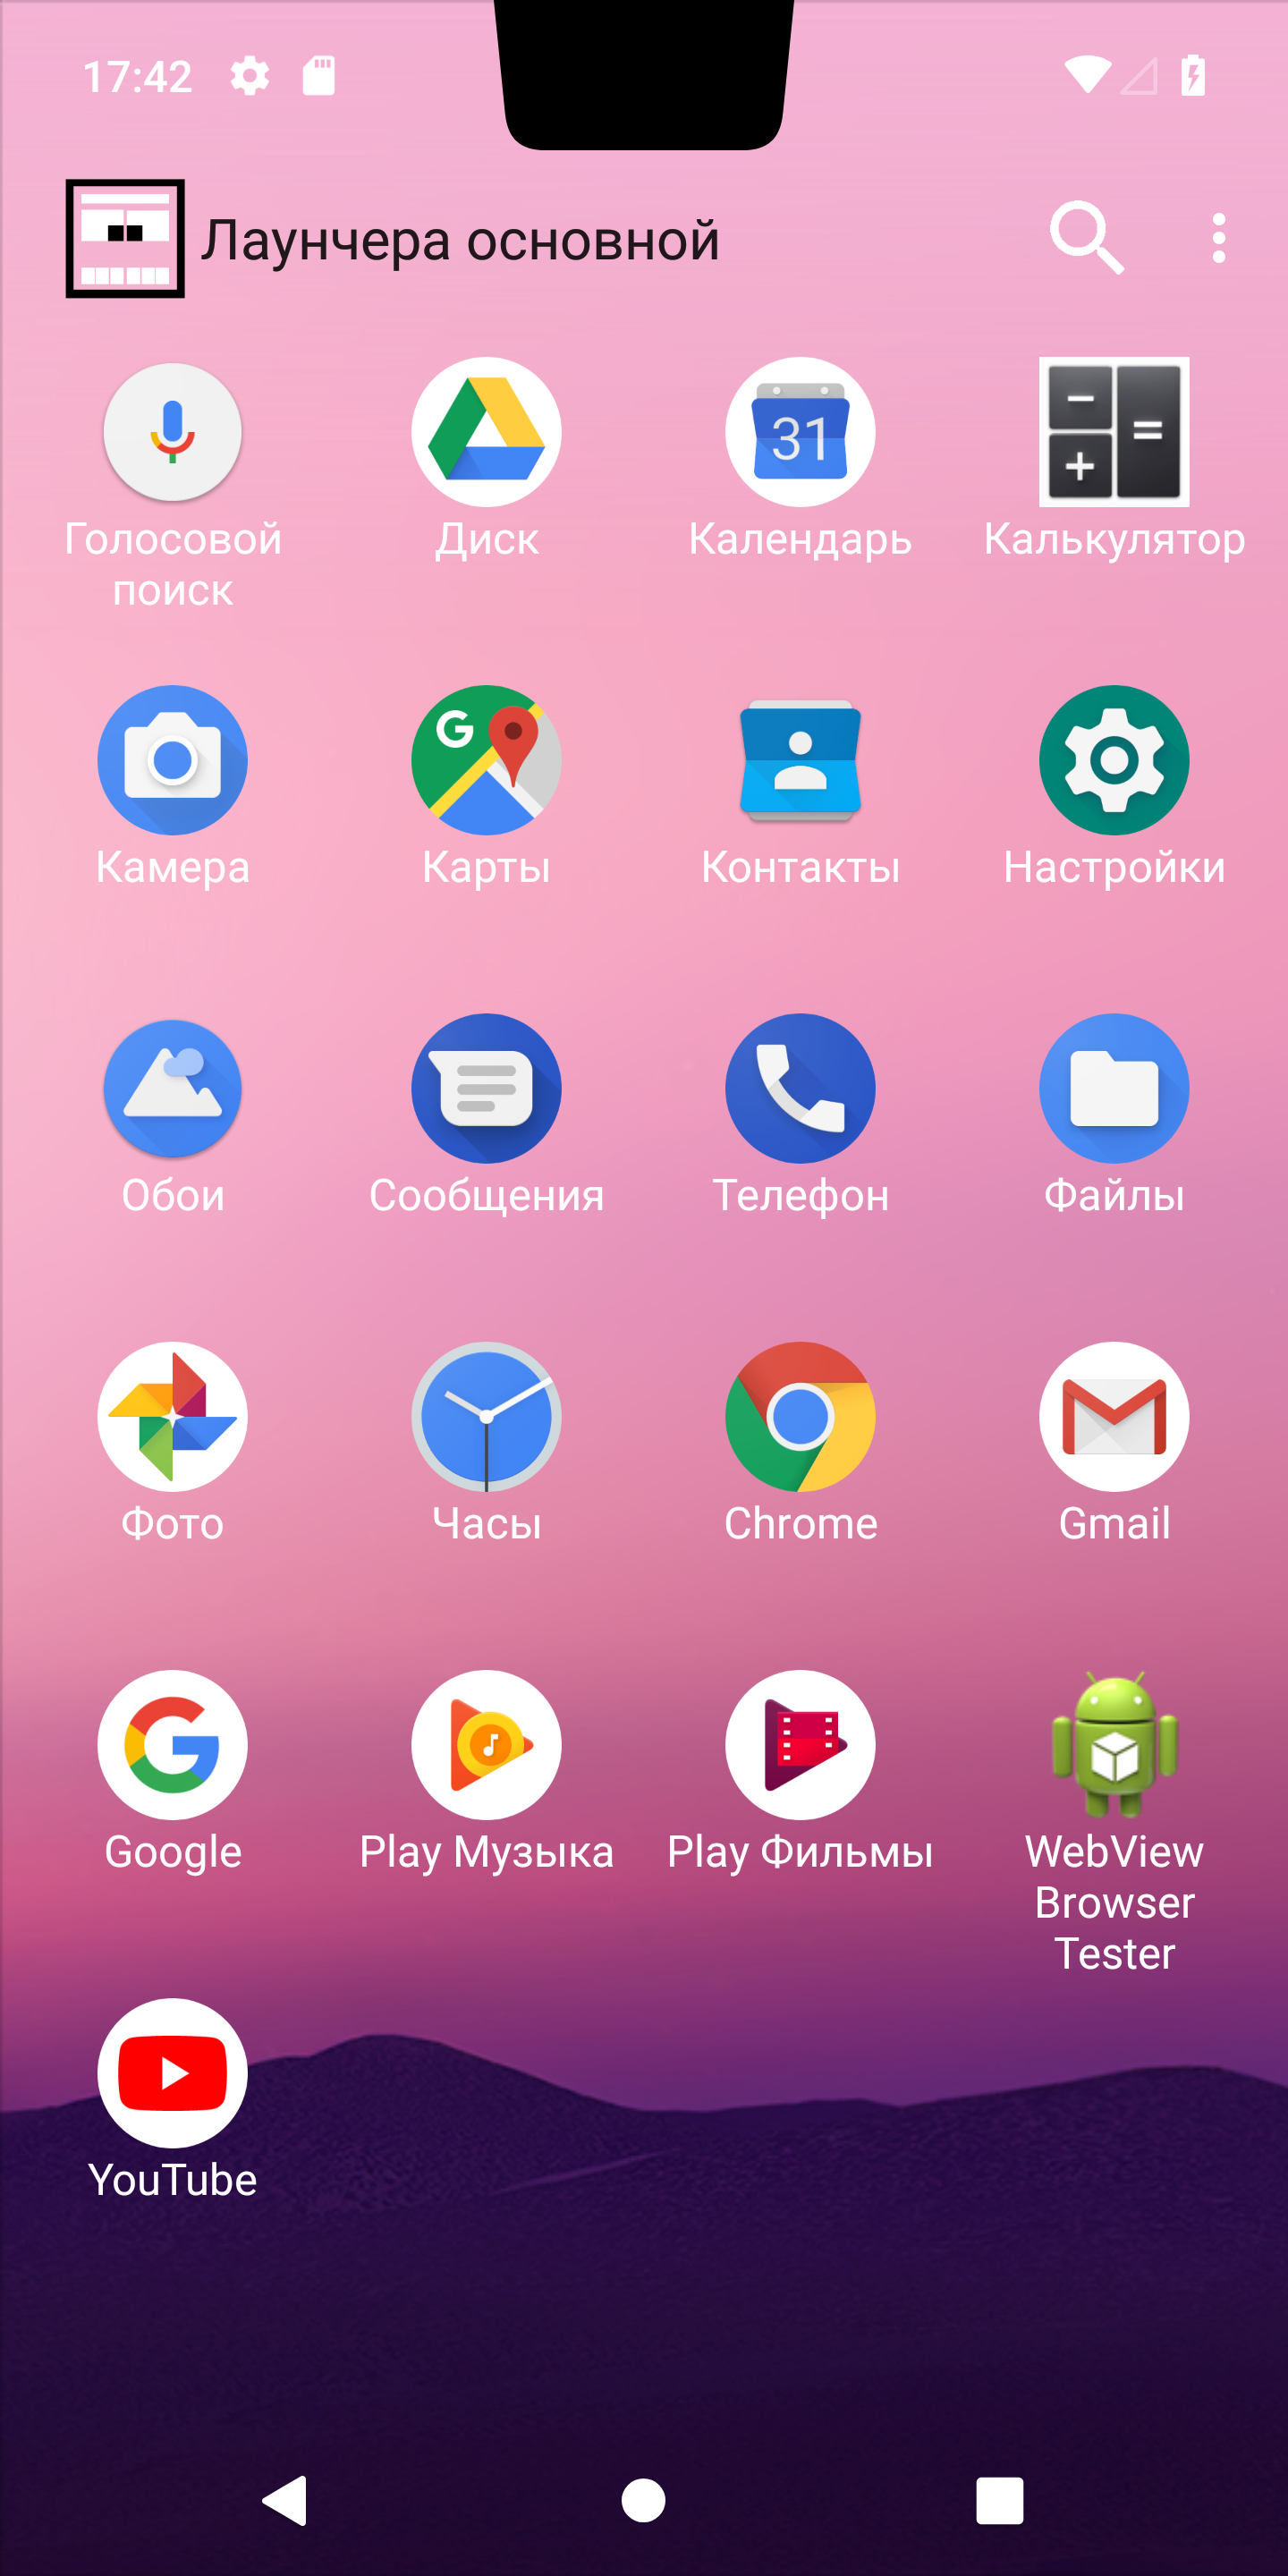 17:42
Лаунчера основной
31
Голосовой
поиск
Диск
Календарь
Калькулятор
G
Камера
Карты
Контакты
Настройки
Обои
Сообщения
Телефон
Файлы
Фото
Часы
Chrome
Gmail
Google
Play Музыка
Play Фильмы
WebView
Browser
Tester
YouTube